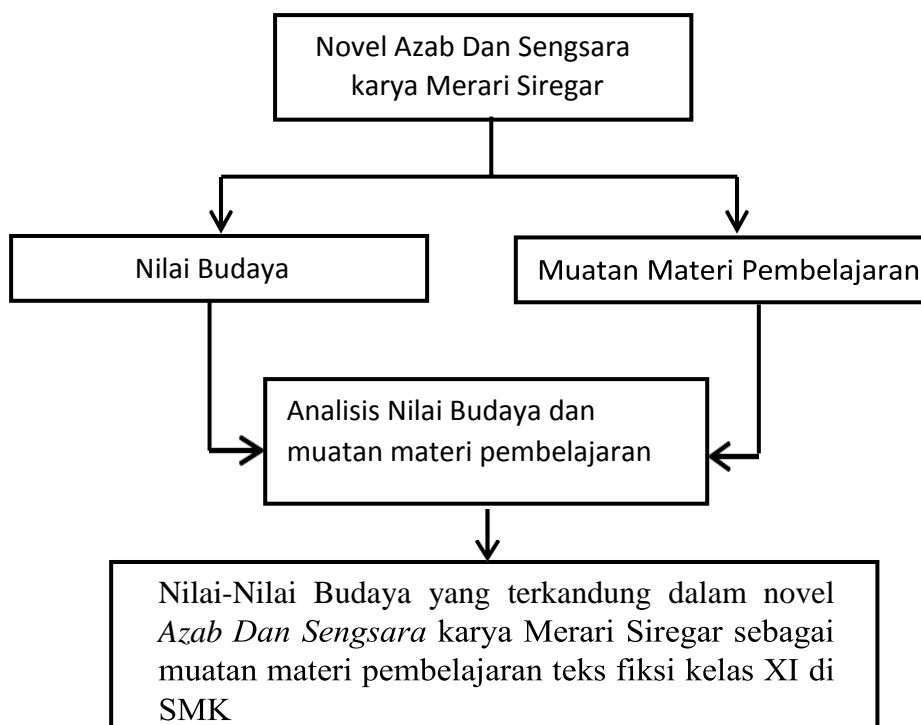 Novel Azab Dan Sengsara
karya Merari Siregar
Nilai Budaya
Muatan Materi Pembelajaran
Analisis Nilai Budaya dan
muatan materi pembelajaran
Nilai-Nilai Budaya yang terkandung dalam novel
Azab Dan Sengsara karya Merari Siregar sebagai
muatan materi pembelajaran teks fiksi kelas XI di
SMK